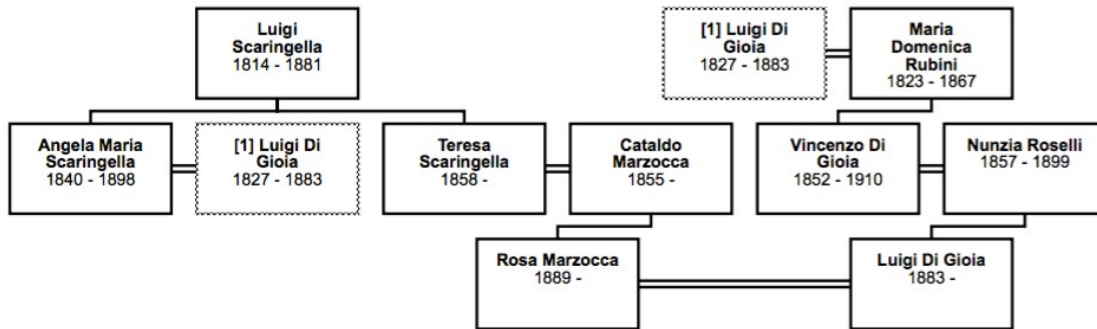 Luigi
Scaringella
1814 - 1881
[1] Luigi Di
Gioia
1827 - 1883
Maria
Domenica
Rubini
1823 - 1867
Angela Maria
Scaringella
1840 - 1898
[1] Luigi Di
Gioia
1827 - 1883
Teresa
Scaringella
1858 -
Cataldo
Marzocca
1855 -
Vincenzo Di
Gioia
1852 - 1910
Nunzia Roselli
1857 - 1899
Rosa Marzocca
1889 -
Luigi Di Gioia
1883 -